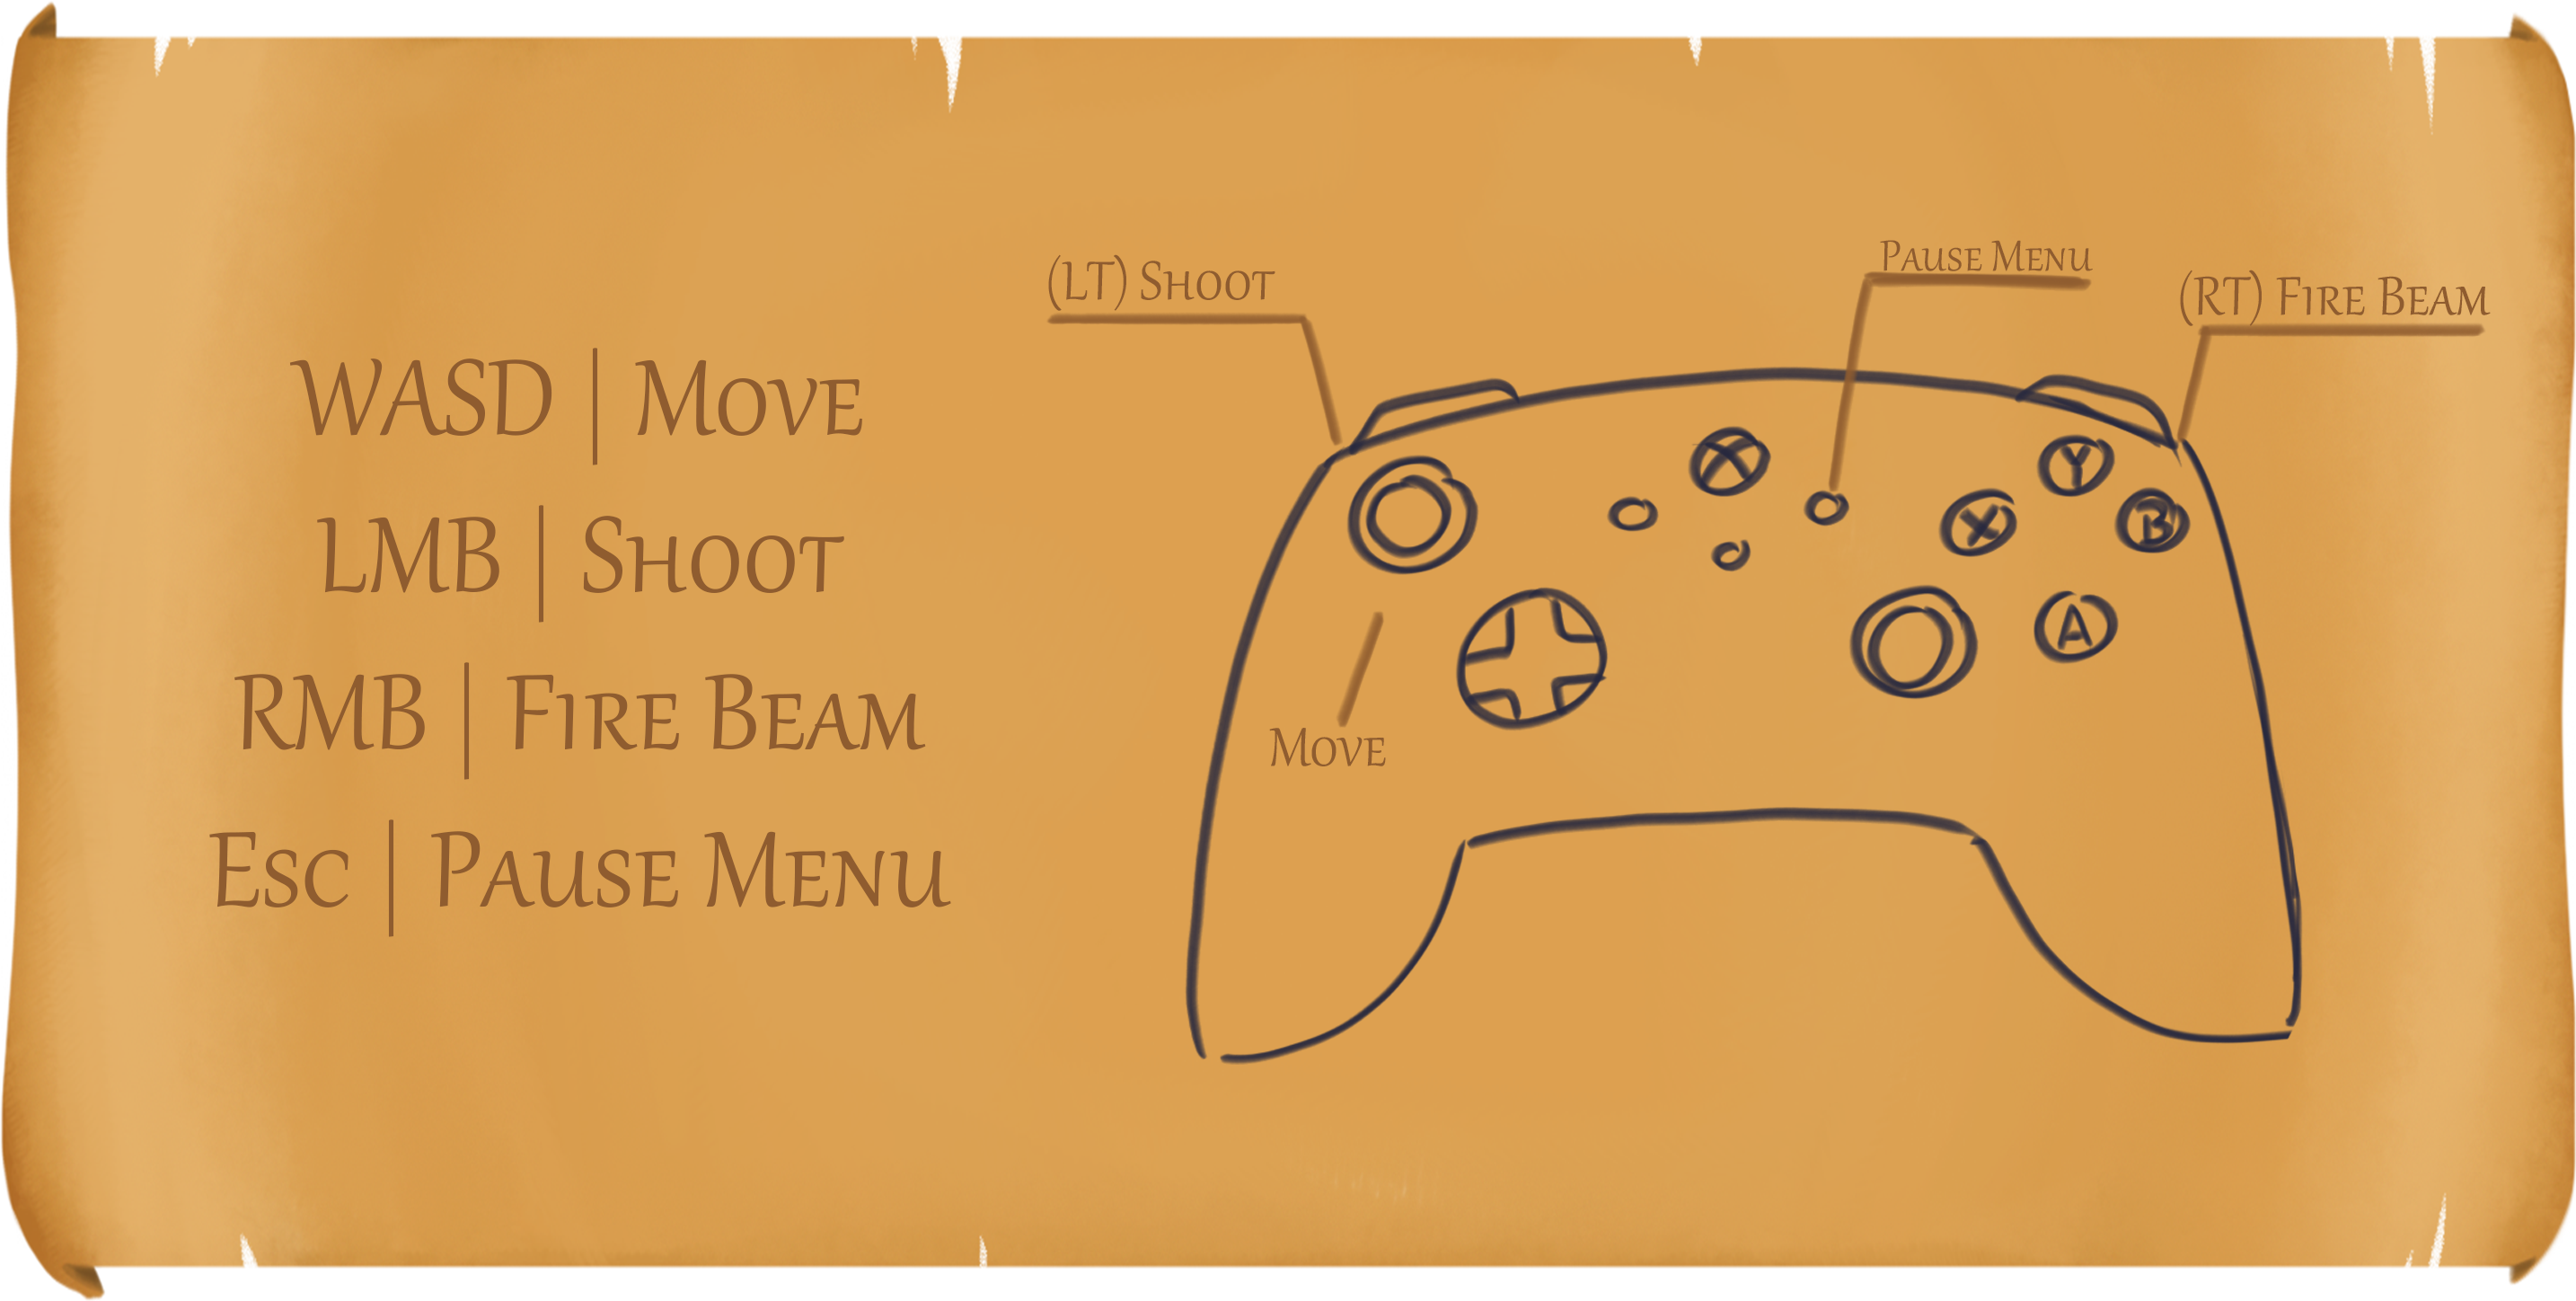 WASD | Move
LMB | Shoot
RMB | Fire Beam
Esc | Pause Menu
(LT) Shoot
Pause Menu
(RT) Fire Beam
X
Y
X
B
A
Move